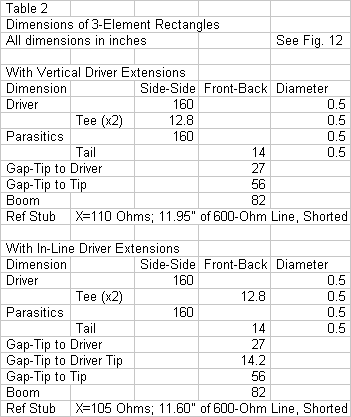 Table 2
Dimensions of 3-Element Rectangles
All dimensions in inches See Fig. 12
With Vertical Driver Extensions
Dimension Side-Side Front-Back Diameter
Driver 160 0.5
Tee (x2) 12.8 0.5
Parasitics 160 0.5
Tail 14 0.5
Gap-Tip to Driver 27
Gap-Tip to Tip 56
Boom 82
Ref Stub X=110 Ohms; 11.95" of 600-Ohm Line, Shorted
With In-Line Driver Extensions
Dimension Side-Side Front-Back Diameter
Driver 160 0.5
Tee (x2) 12.8 0.5
Parasitics 160 0.5
Tail 14 0.5
Gap-Tip to Driver 27
Gap-Tip to Driver Tip 14.2
Gap-Tip to Tip 56
Boom 82
Ref Stub X=105 Ohms; 11.60" of 600-Ohm Line, Shorted